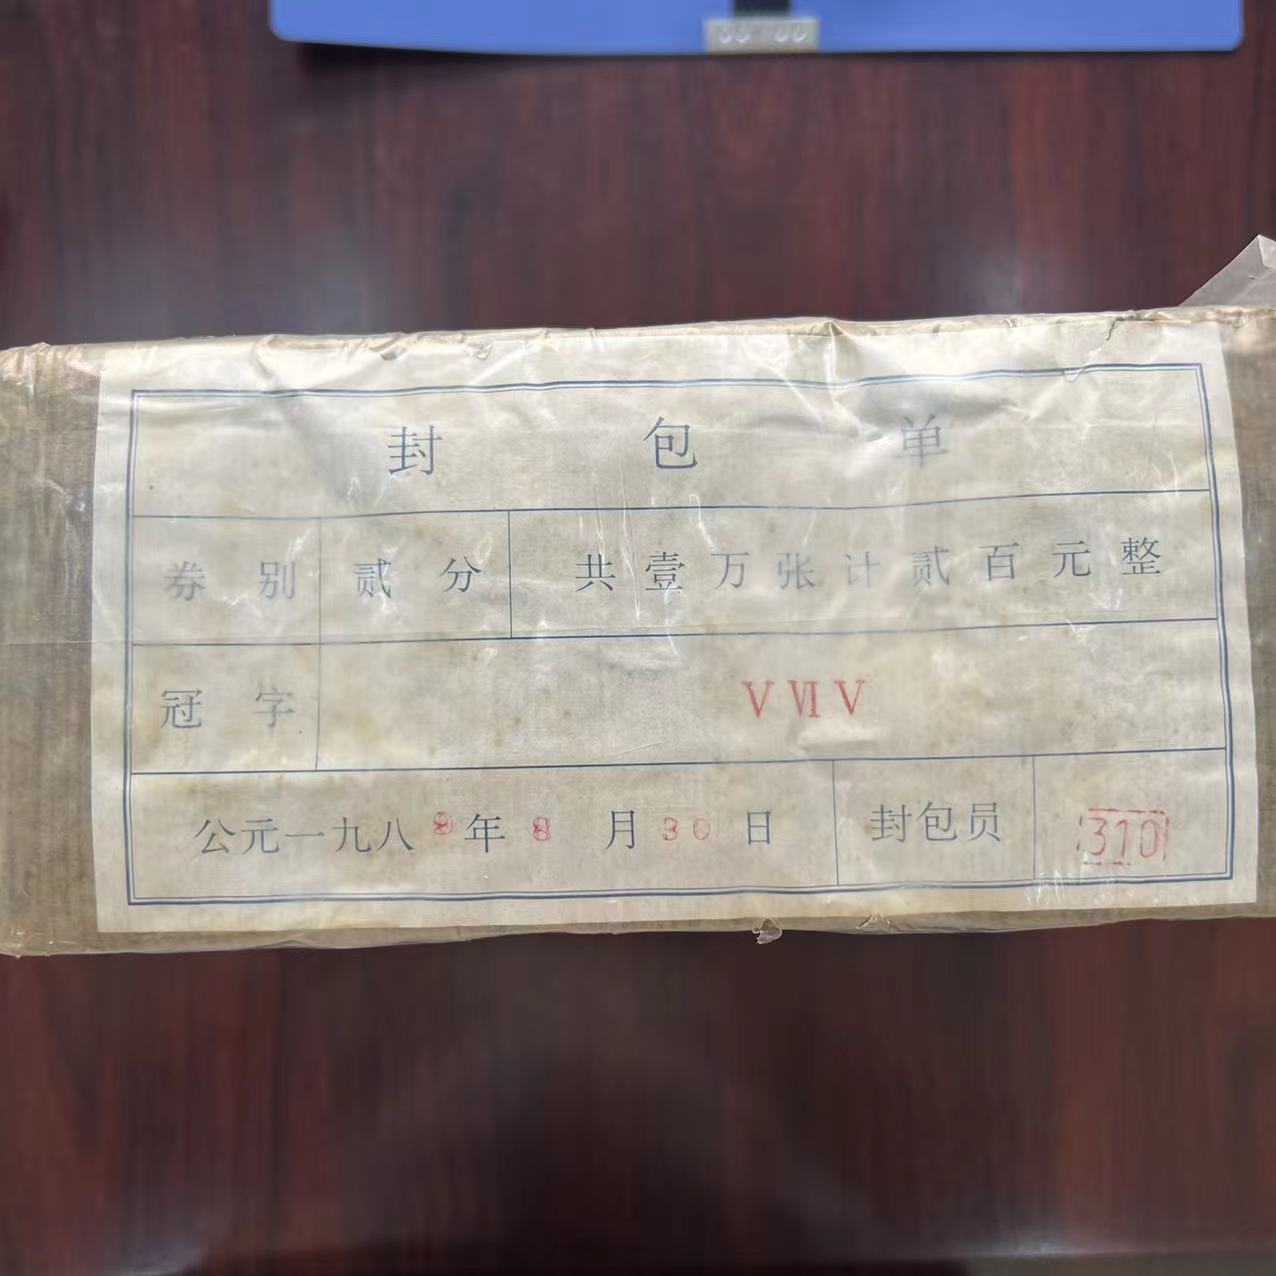 封包单
券别 贰分 共壹万张计贰百元整
冠字 V VII V
公元一九八9年8月30日 封包员 310